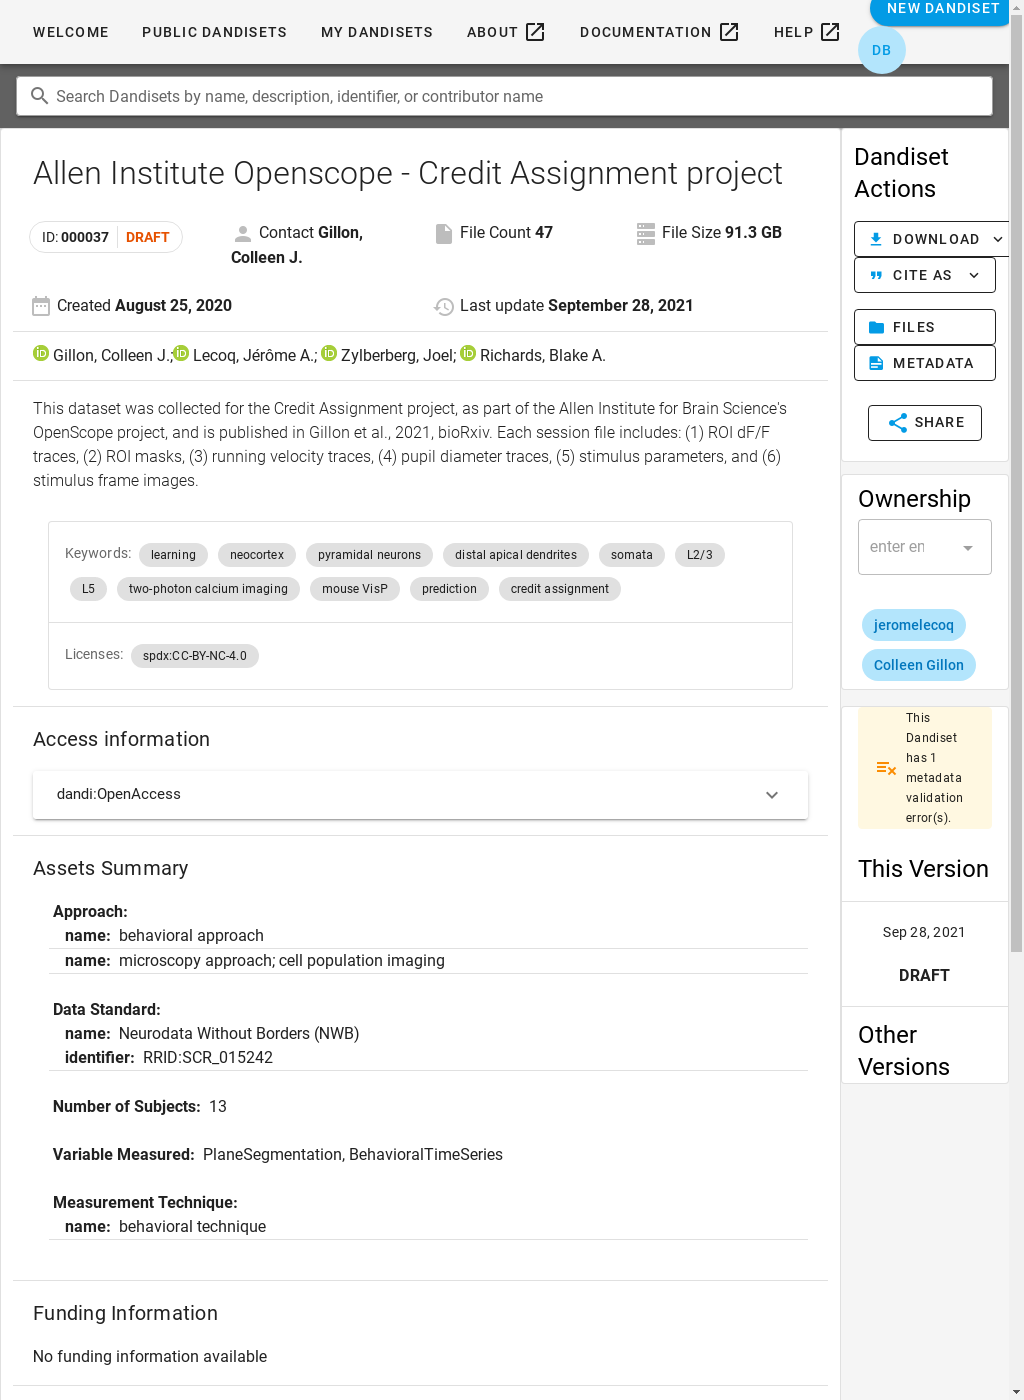 WELCOME PUBLIC DANDISETS MY DANDISETS ABOUT DOCUMENTATION HELP NEW DANDISET
DB
Search Dandisets by name, description, identifier, or contributor name
Allen Institute Openscope - Credit Assignment project
ID: 000037 DRAFT
Contact Gillon,
Colleen J.
File Count 47
File Size 91.3 GB
Created August 25, 2020
Last update September 28, 2021
iD Gillon, Colleen J.; iD Lecoq, Jérôme A.; iD Zylberberg, Joel; iD Richards, Blake A.
This dataset was collected for the Credit Assignment project, as part of the Allen Institute for Brain Science's
OpenScope project, and is published in Gillon et al., 2021, bioRxiv. Each session file includes: (1) ROI dF/F
traces, (2) ROI masks, (3) running velocity traces, (4) pupil diameter traces, (5) stimulus parameters, and (6)
stimulus frame images.
Keywords: learning neocortex pyramidal neurons distal apical dendrites somata L2/3
L5 two-photon calcium imaging mouse VisP prediction credit assignment
Licenses: spdx:CC-BY-NC-4.0
Access information
dandi:OpenAccess
Assets Summary
Approach:
name: behavioral approach
name: microscopy approach; cell population imaging
Data Standard:
name: Neurodata Without Borders (NWB)
identifier: RRID:SCR_015242
Number of Subjects: 13
Variable Measured: PlaneSegmentation, BehavioralTimeSeries
Measurement Technique:
name: behavioral technique
Funding Information
No funding information available
Dandiset
Actions
DOWNLOAD
CITE AS
FILES
METADATA
SHARE
Ownership
enter en
jeromelecoq
Colleen Gillon
This
Dandiset
has 1
metadata
validation
error(s).
This Version
Sep 28, 2021
DRAFT
Other
Versions